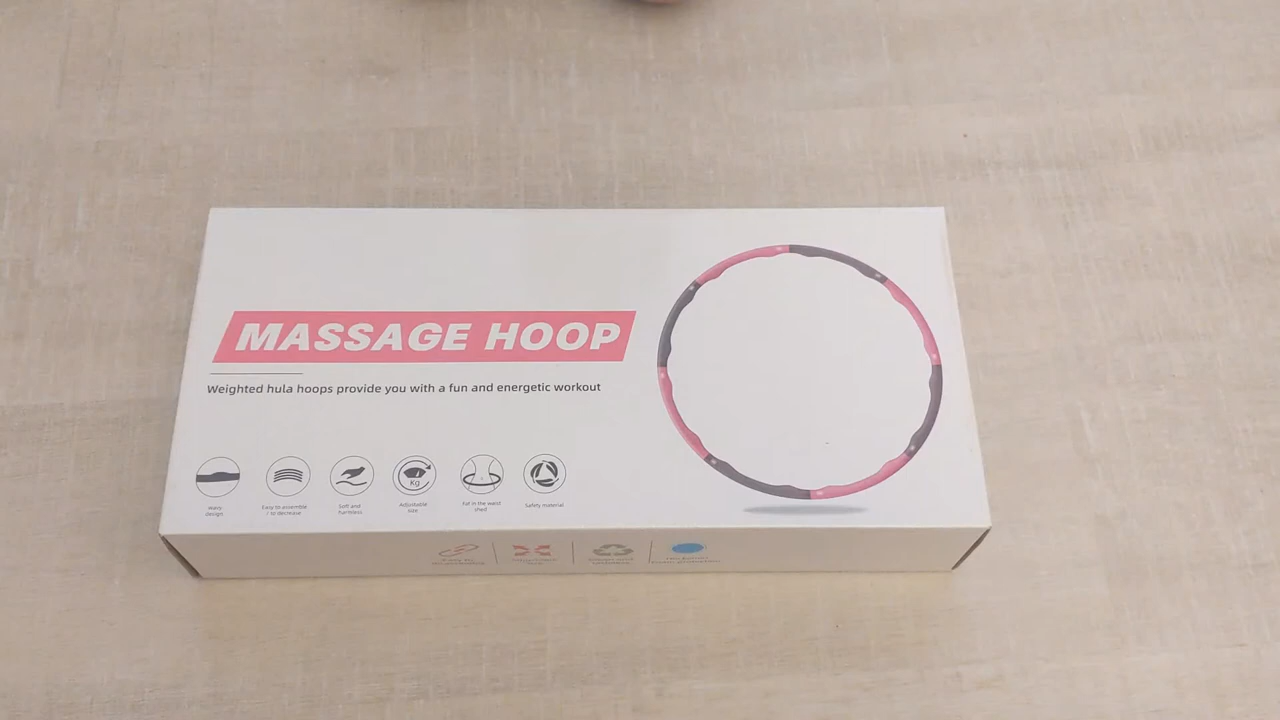 MASSAGE HOOP
Weighted hula hoops provide you with a fun and energetic workout
Kg
Wavy
design
Easy to assemble
/ to decrease
Soft and
harmless
Adjustable
size
Fat in the waist
shed
Safety material